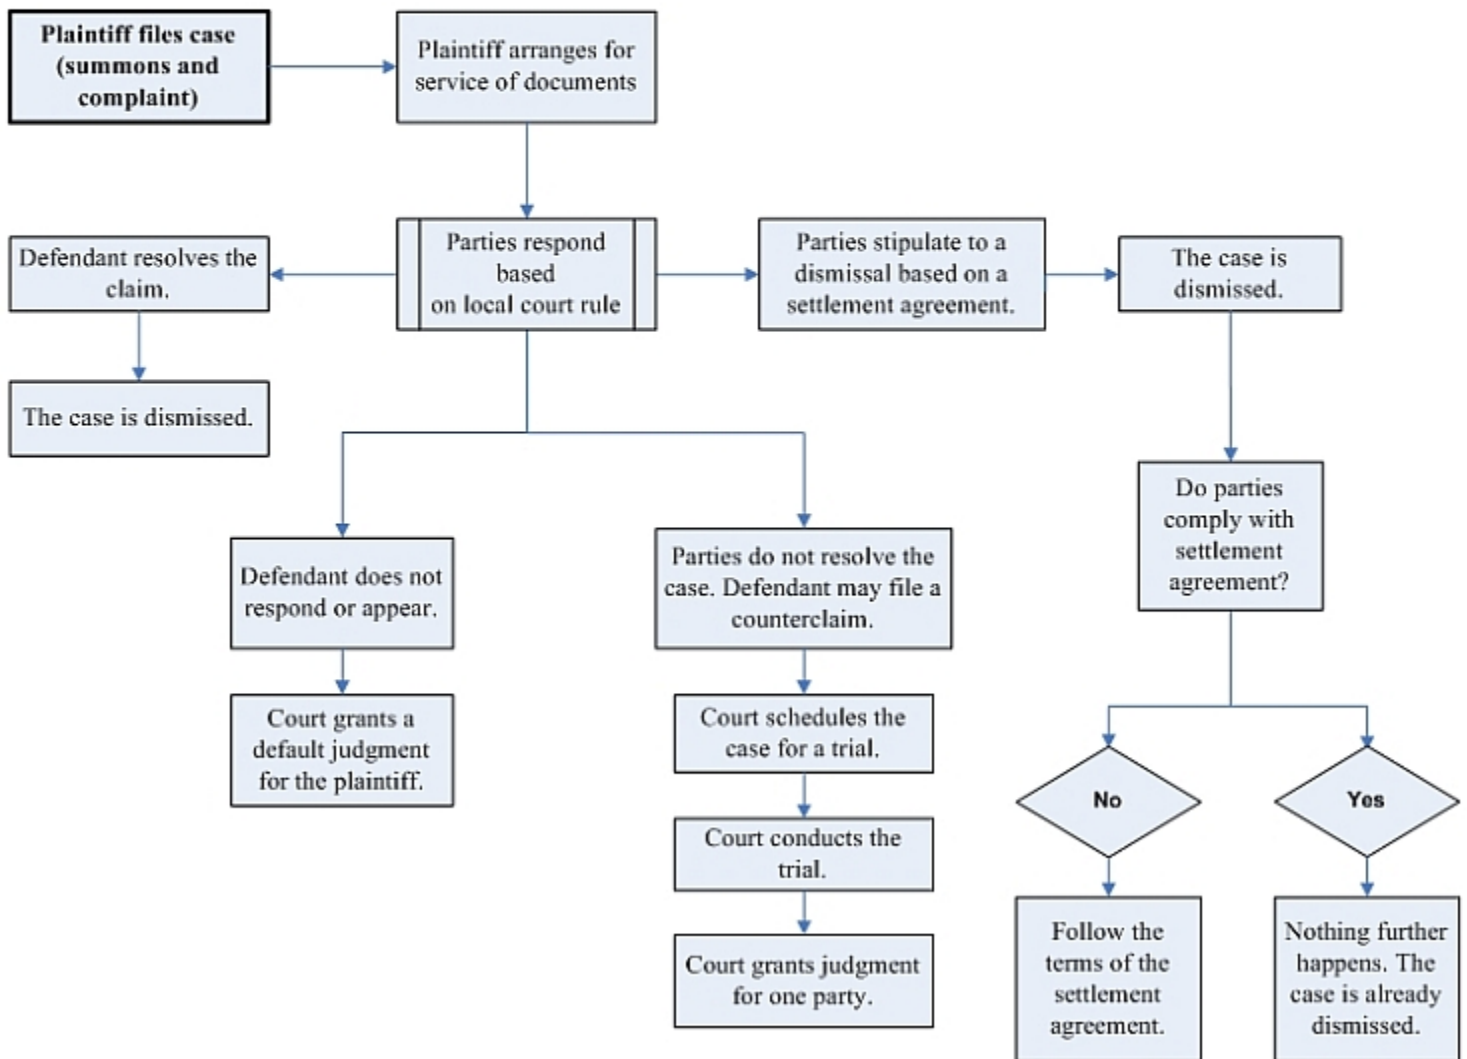 Plaintiff files case
(summons and
complaint)
Plaintiff arranges for
service of documents
Defendant resolves the
claim.
Parties respond
based
on local court rule
Parties stipulate to a
dismissal based on a
settlement agreement.
The case is
dismissed.
The case is dismissed.
Do parties
comply with
settlement
agreement?
Defendant does not
respond or appear.
Parties do not resolve the
case. Defendant may file a
counterclaim.
Court grants a
default judgment
for the plaintiff.
Court schedules the
case for a trial.
No
Yes
Court conducts the
trial.
Court grants judgment
for one party.
Follow the
terms of the
settlement
agreement.
Nothing further
happens. The
case is already
dismissed.